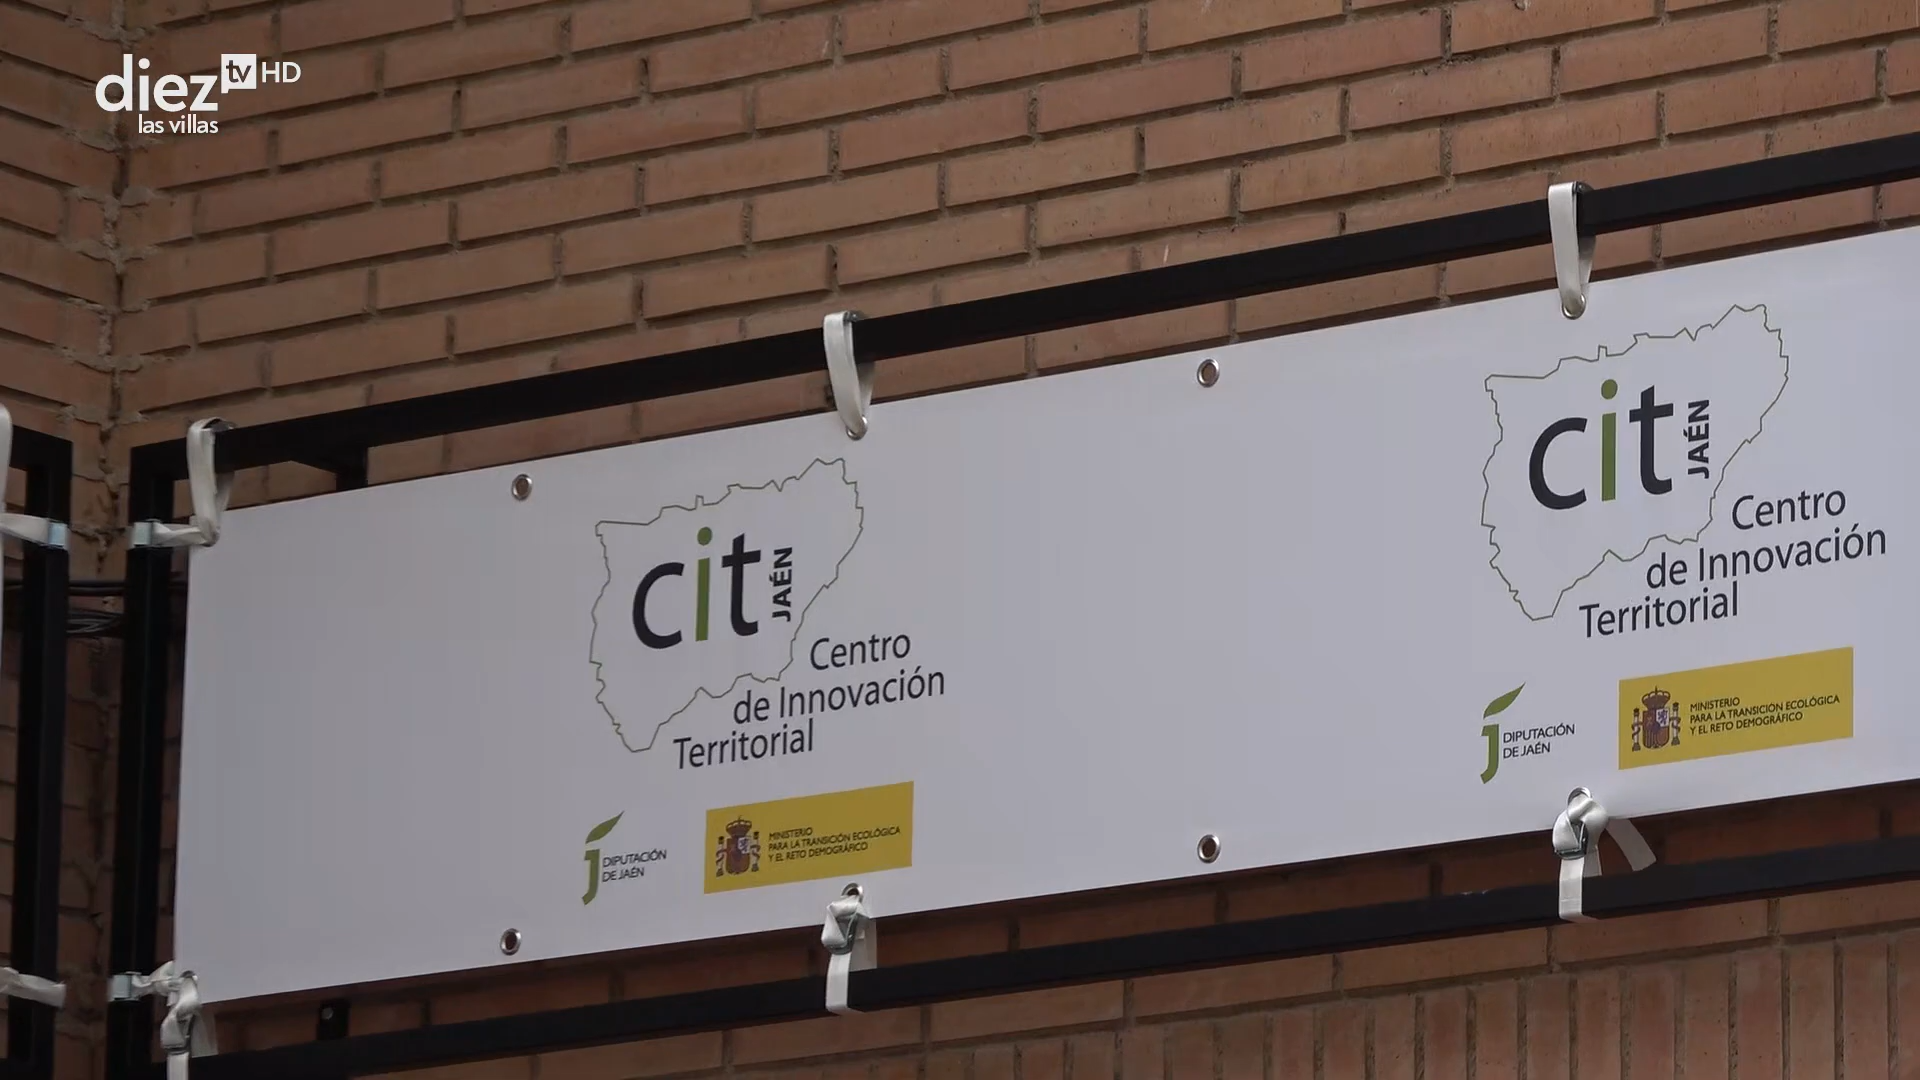 diez tv HD
las villas
cit JAÉN
Centro
de Innovación
Territorial
DIPUTACIÓN
DE JAÉN
MINISTERIO
PARA LA TRANSICIÓN ECOLÓGICA
Y EL RETO DEMOGRÁFICO
cit JAÉN
Centro
de Innovación
Territorial
DIPUTACIÓN
DE JAÉN
MINISTERIO
PARA LA TRANSICIÓN ECOLÓGICA
Y EL RETO DEMOGRÁFICO